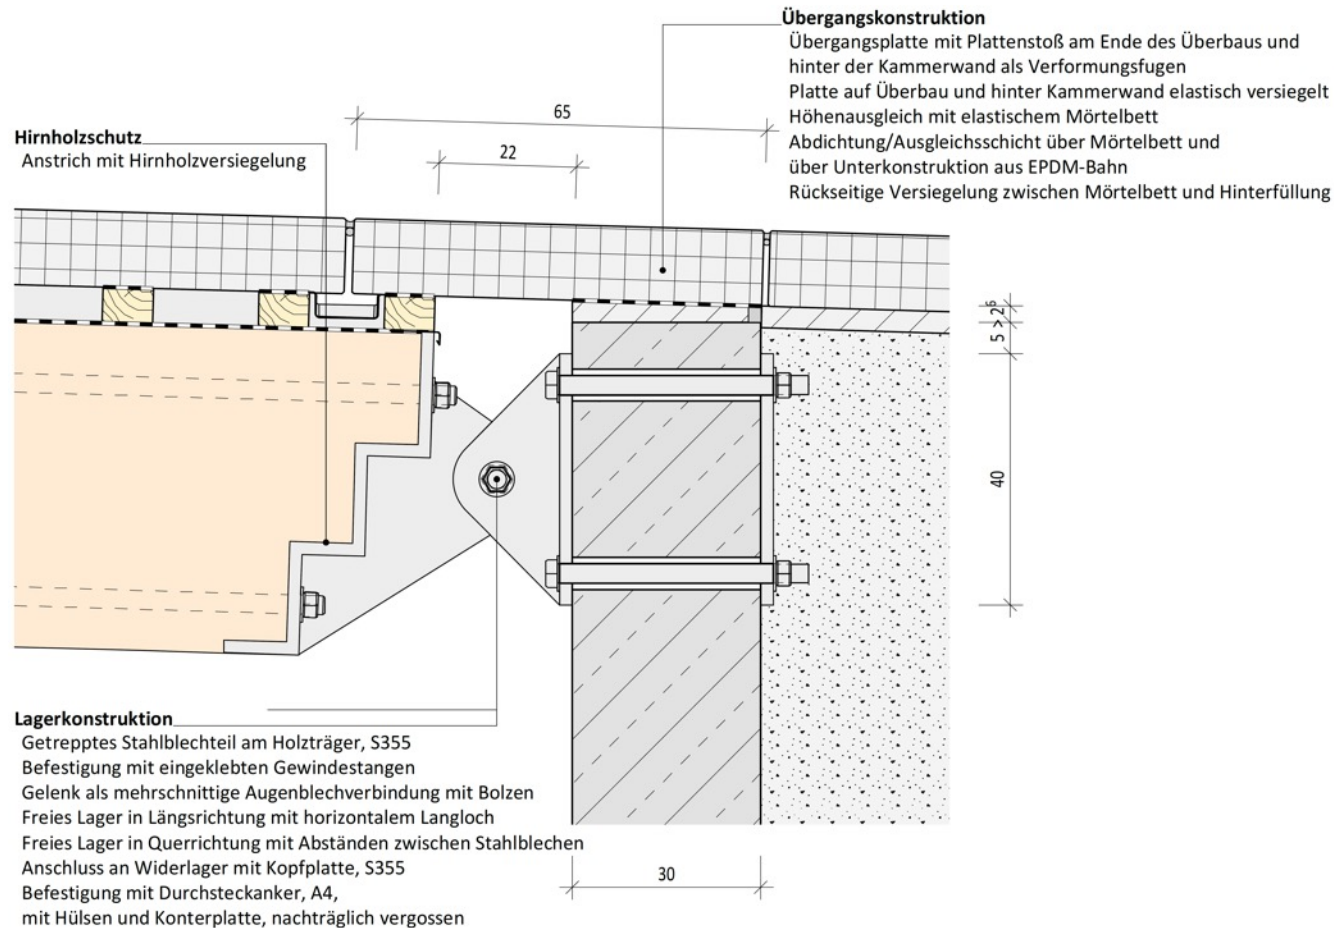 Übergangskonstruktion
Übergangsplatte mit Plattenstoß am Ende des Überbaus und
hinter der Kammerwand als Verformungsfugen
Platte auf Überbau und hinter Kammerwand elastisch versiegelt
Höhenausgleich mit elastischem Mörtelbett
Abdichtung/Ausgleichsschicht über Mörtelbett und
über Unterkonstruktion aus EPDM-Bahn
Rückseitige Versiegelung zwischen Mörtelbett und Hinterfüllung
65
22
Hirnholzschutz
Anstrich mit Hirnholzversiegelung
5 > 2⁶
40
30
Lagerkonstruktion
Getrepptes Stahlblechteil am Holzträger, S355
Befestigung mit eingeklebten Gewindestangen
Gelenk als mehrschnittige Augenblechverbindung mit Bolzen
Freies Lager in Längsrichtung mit horizontalem Langloch
Freies Lager in Querrichtung mit Abständen zwischen Stahlblechen
Anschluss an Widerlager mit Kopfplatte, S355
Befestigung mit Durchsteckanker, A4,
mit Hülsen und Konterplatte, nachträglich vergossen